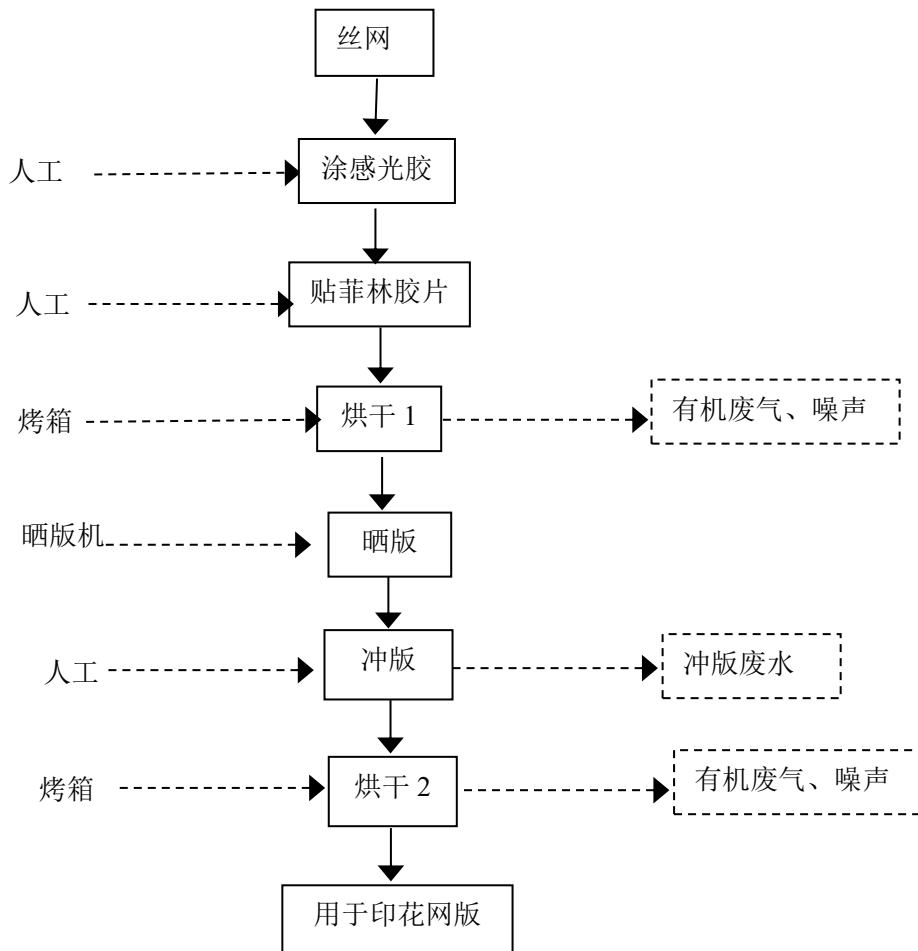 丝网
人工
涂感光胶
人工
贴菲林胶片
烤箱
烘干 1
有机废气、噪声
晒版机
晒版
人工
冲版
冲版废水
烤箱
烘干 2
有机废气、噪声
用于印花网版